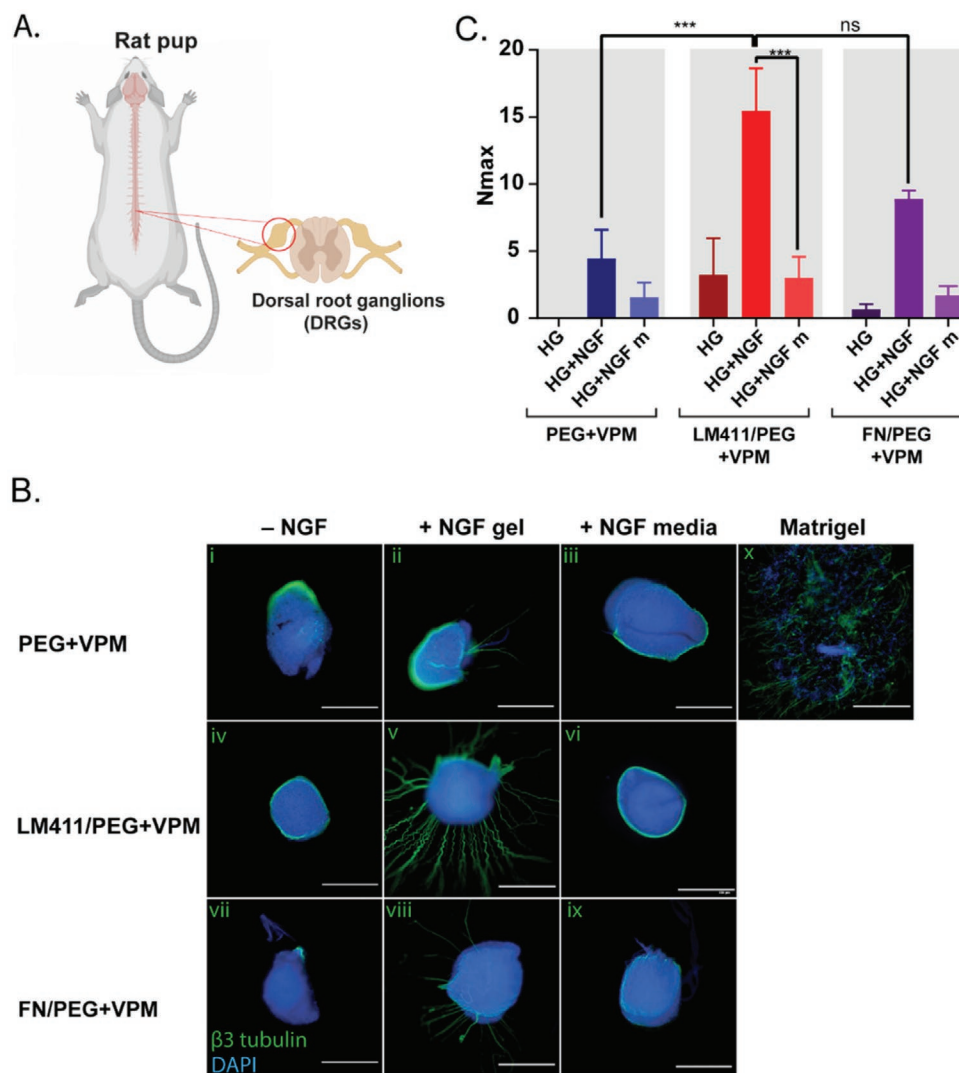 A.
Rat pup
Dorsal root ganglions
(DRGs)
C.
*** ns
***
Nmax
20
15
10
5
0
HG HG+NGF HG+NGF m HG HG+NGF HG+NGF m HG HG+NGF HG+NGF m
PEG+VPM LM411/PEG FN/PEG
+VPM +VPM
B.
– NGF + NGF gel + NGF media Matrigel
i ii iii x
PEG+VPM
iv v vi
LM411/PEG+VPM
vii viii ix
FN/PEG+VPM
β3 tubulin
DAPI